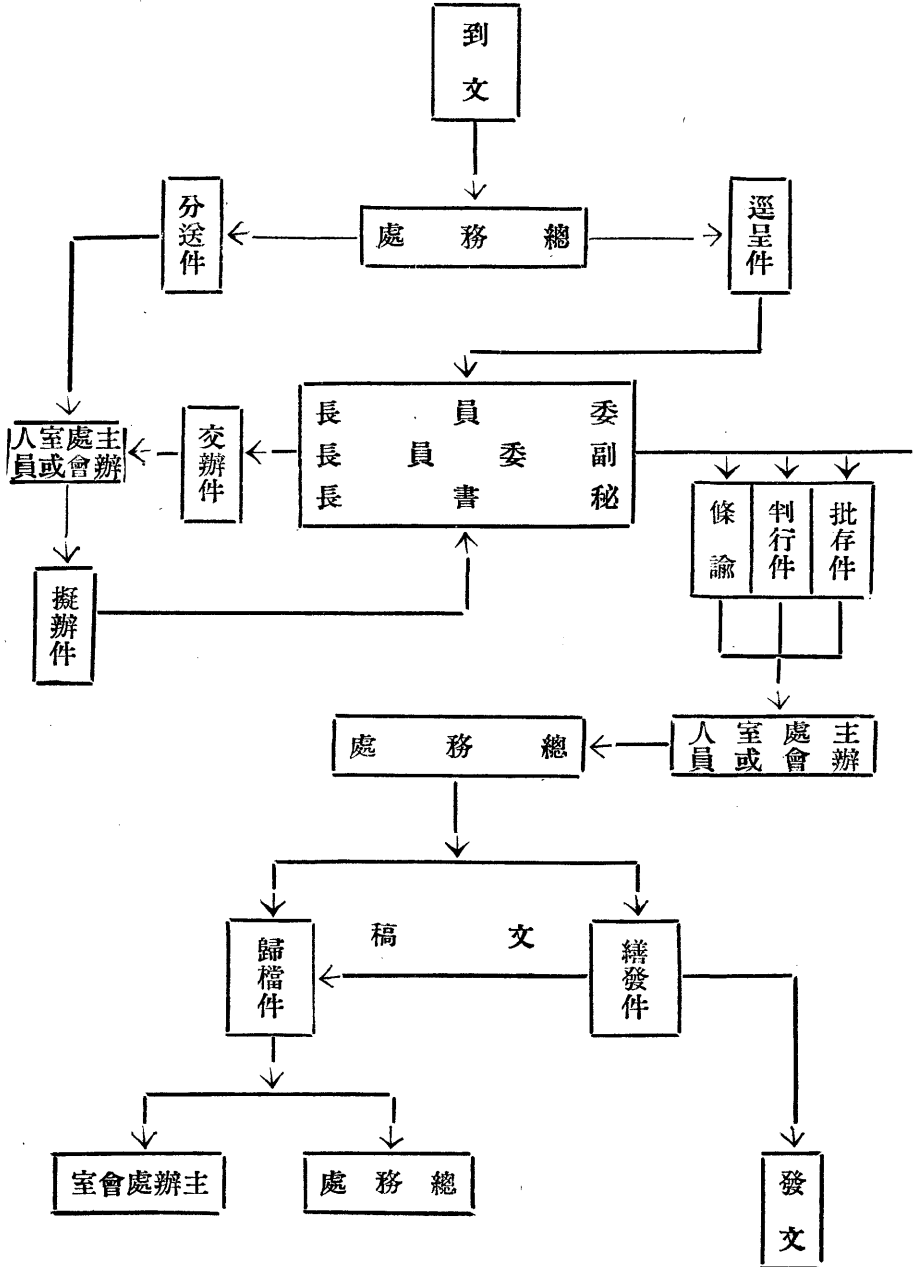 到文
總務處
逕呈件
分送件
委員長
副委員長
秘書長
交辦件
主辦處會室或人員
擬辦件
批存件
判行件
條諭
主辦處會室或人員
總務處
繕發件
文稿
歸檔件
總務處
主辦處會室
發文